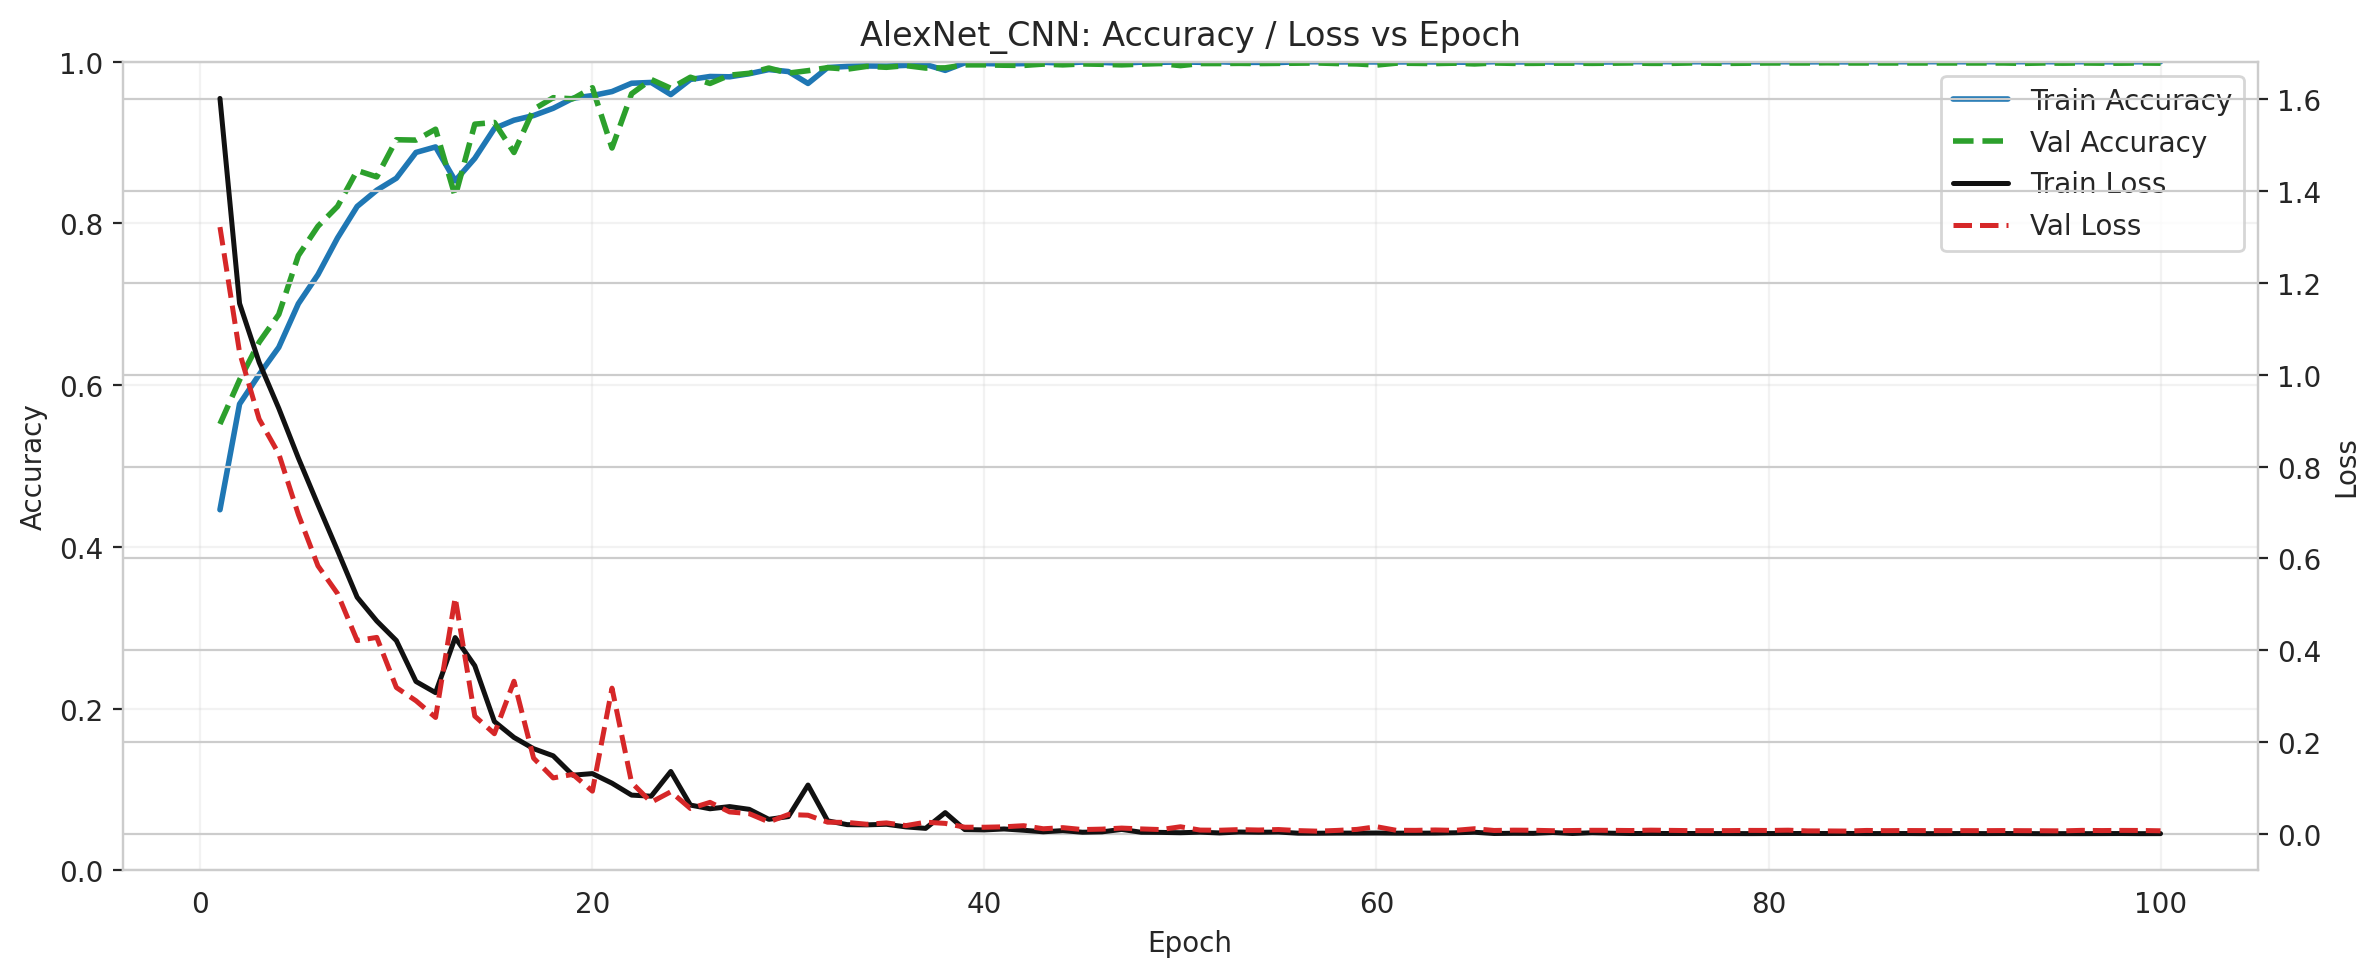 AlexNet_CNN: Accuracy / Loss vs Epoch
1.0
0.8
0.6
0.4
0.2
0.0
Accuracy
Train Accuracy
Val Accuracy
Train Loss
Val Loss
1.6
1.4
1.2
1.0
0.8
0.6
0.4
0.2
0.0
Loss
0 20 40 60 80 100
Epoch